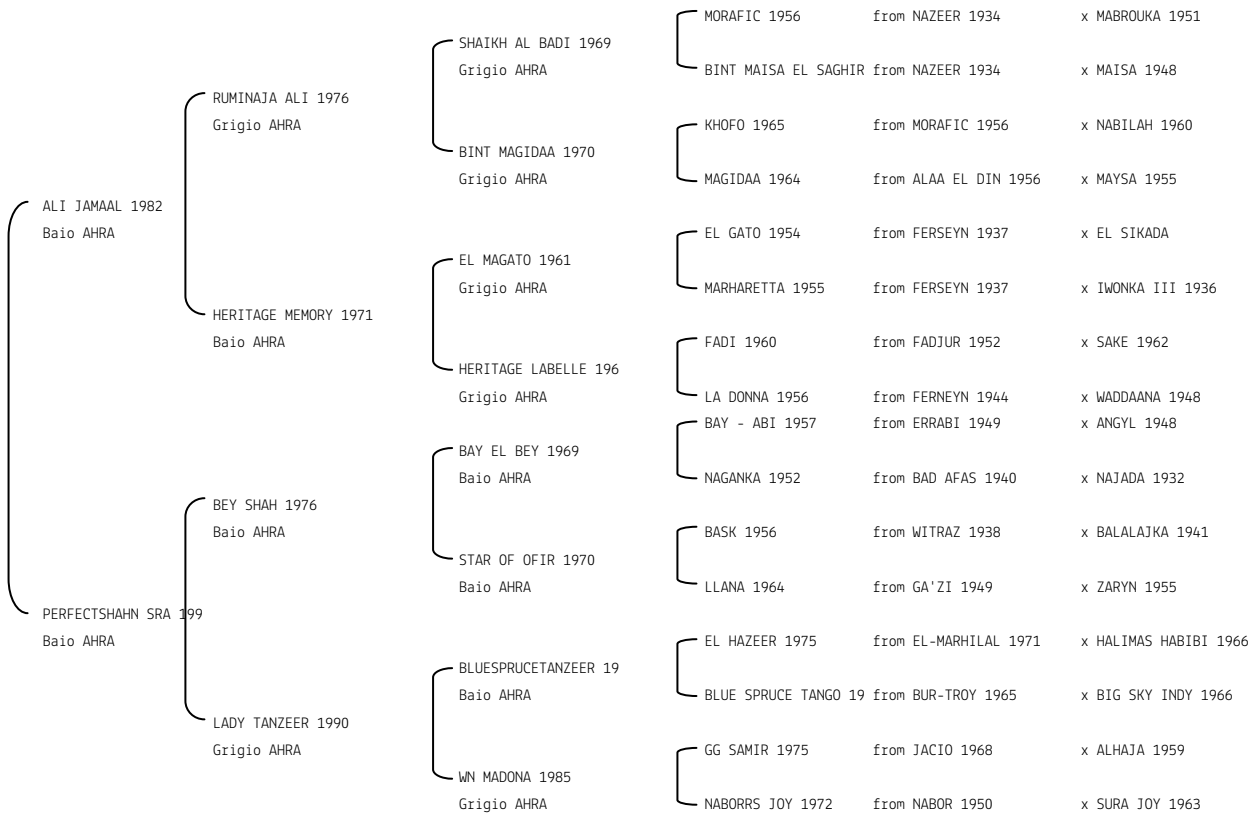 MORAFIC 1956 from NAZEER 1934 x MABROUKA 1951
SHAIKH AL BADI 1969
Grigio AHRA BINT MAISA EL SAGHIR from NAZEER 1934 x MAISA 1948
RUMINAJA ALI 1976
Grigio AHRA KHOFO 1965 from MORAFIC 1956 x NABILAH 1960
BINT MAGIDAA 1970
Grigio AHRA MAGIDAA 1964 from ALAA EL DIN 1956 x MAYSA 1955
ALI JAMAAL 1982
Baio AHRA EL GATO 1954 from FERSEYN 1937 x EL SIKADA
EL MAGATO 1961
Grigio AHRA MARHARETTA 1955 from FERSEYN 1937 x IWONKA III 1936
HERITAGE MEMORY 1971
Baio AHRA FADI 1960 from FADJUR 1952 x SAKE 1962
HERITAGE LABELLE 196
Grigio AHRA LA DONNA 1956 from FERNEYN 1944 x WADDAANA 1948
BAY - ABI 1957 from ERRABI 1949 x ANGYL 1948
BAY EL BEY 1969
Baio AHRA NAGANKA 1952 from BAD AFAS 1940 x NAJADA 1932
BEY SHAH 1976
Baio AHRA BASK 1956 from WITRAZ 1938 x BALALAJKA 1941
STAR OF OFIR 1970
Baio AHRA LLANA 1964 from GA'ZI 1949 x ZARYN 1955
PERFECTSHAHN SRA 199
Baio AHRA EL HAZEER 1975 from EL-MARHILAL 1971 x HALIMAS HABIBI 1966
BLUESPRUCETANZEER 19
Baio AHRA BLUE SPRUCE TANGO 19 from BUR-TROY 1965 x BIG SKY INDY 1966
LADY TANZEER 1990
Grigio AHRA GG SAMIR 1975 from JACIO 1968 x ALHAJA 1959
WN MADONA 1985
Grigio AHRA NABORRS JOY 1972 from NABOR 1950 x SURA JOY 1963